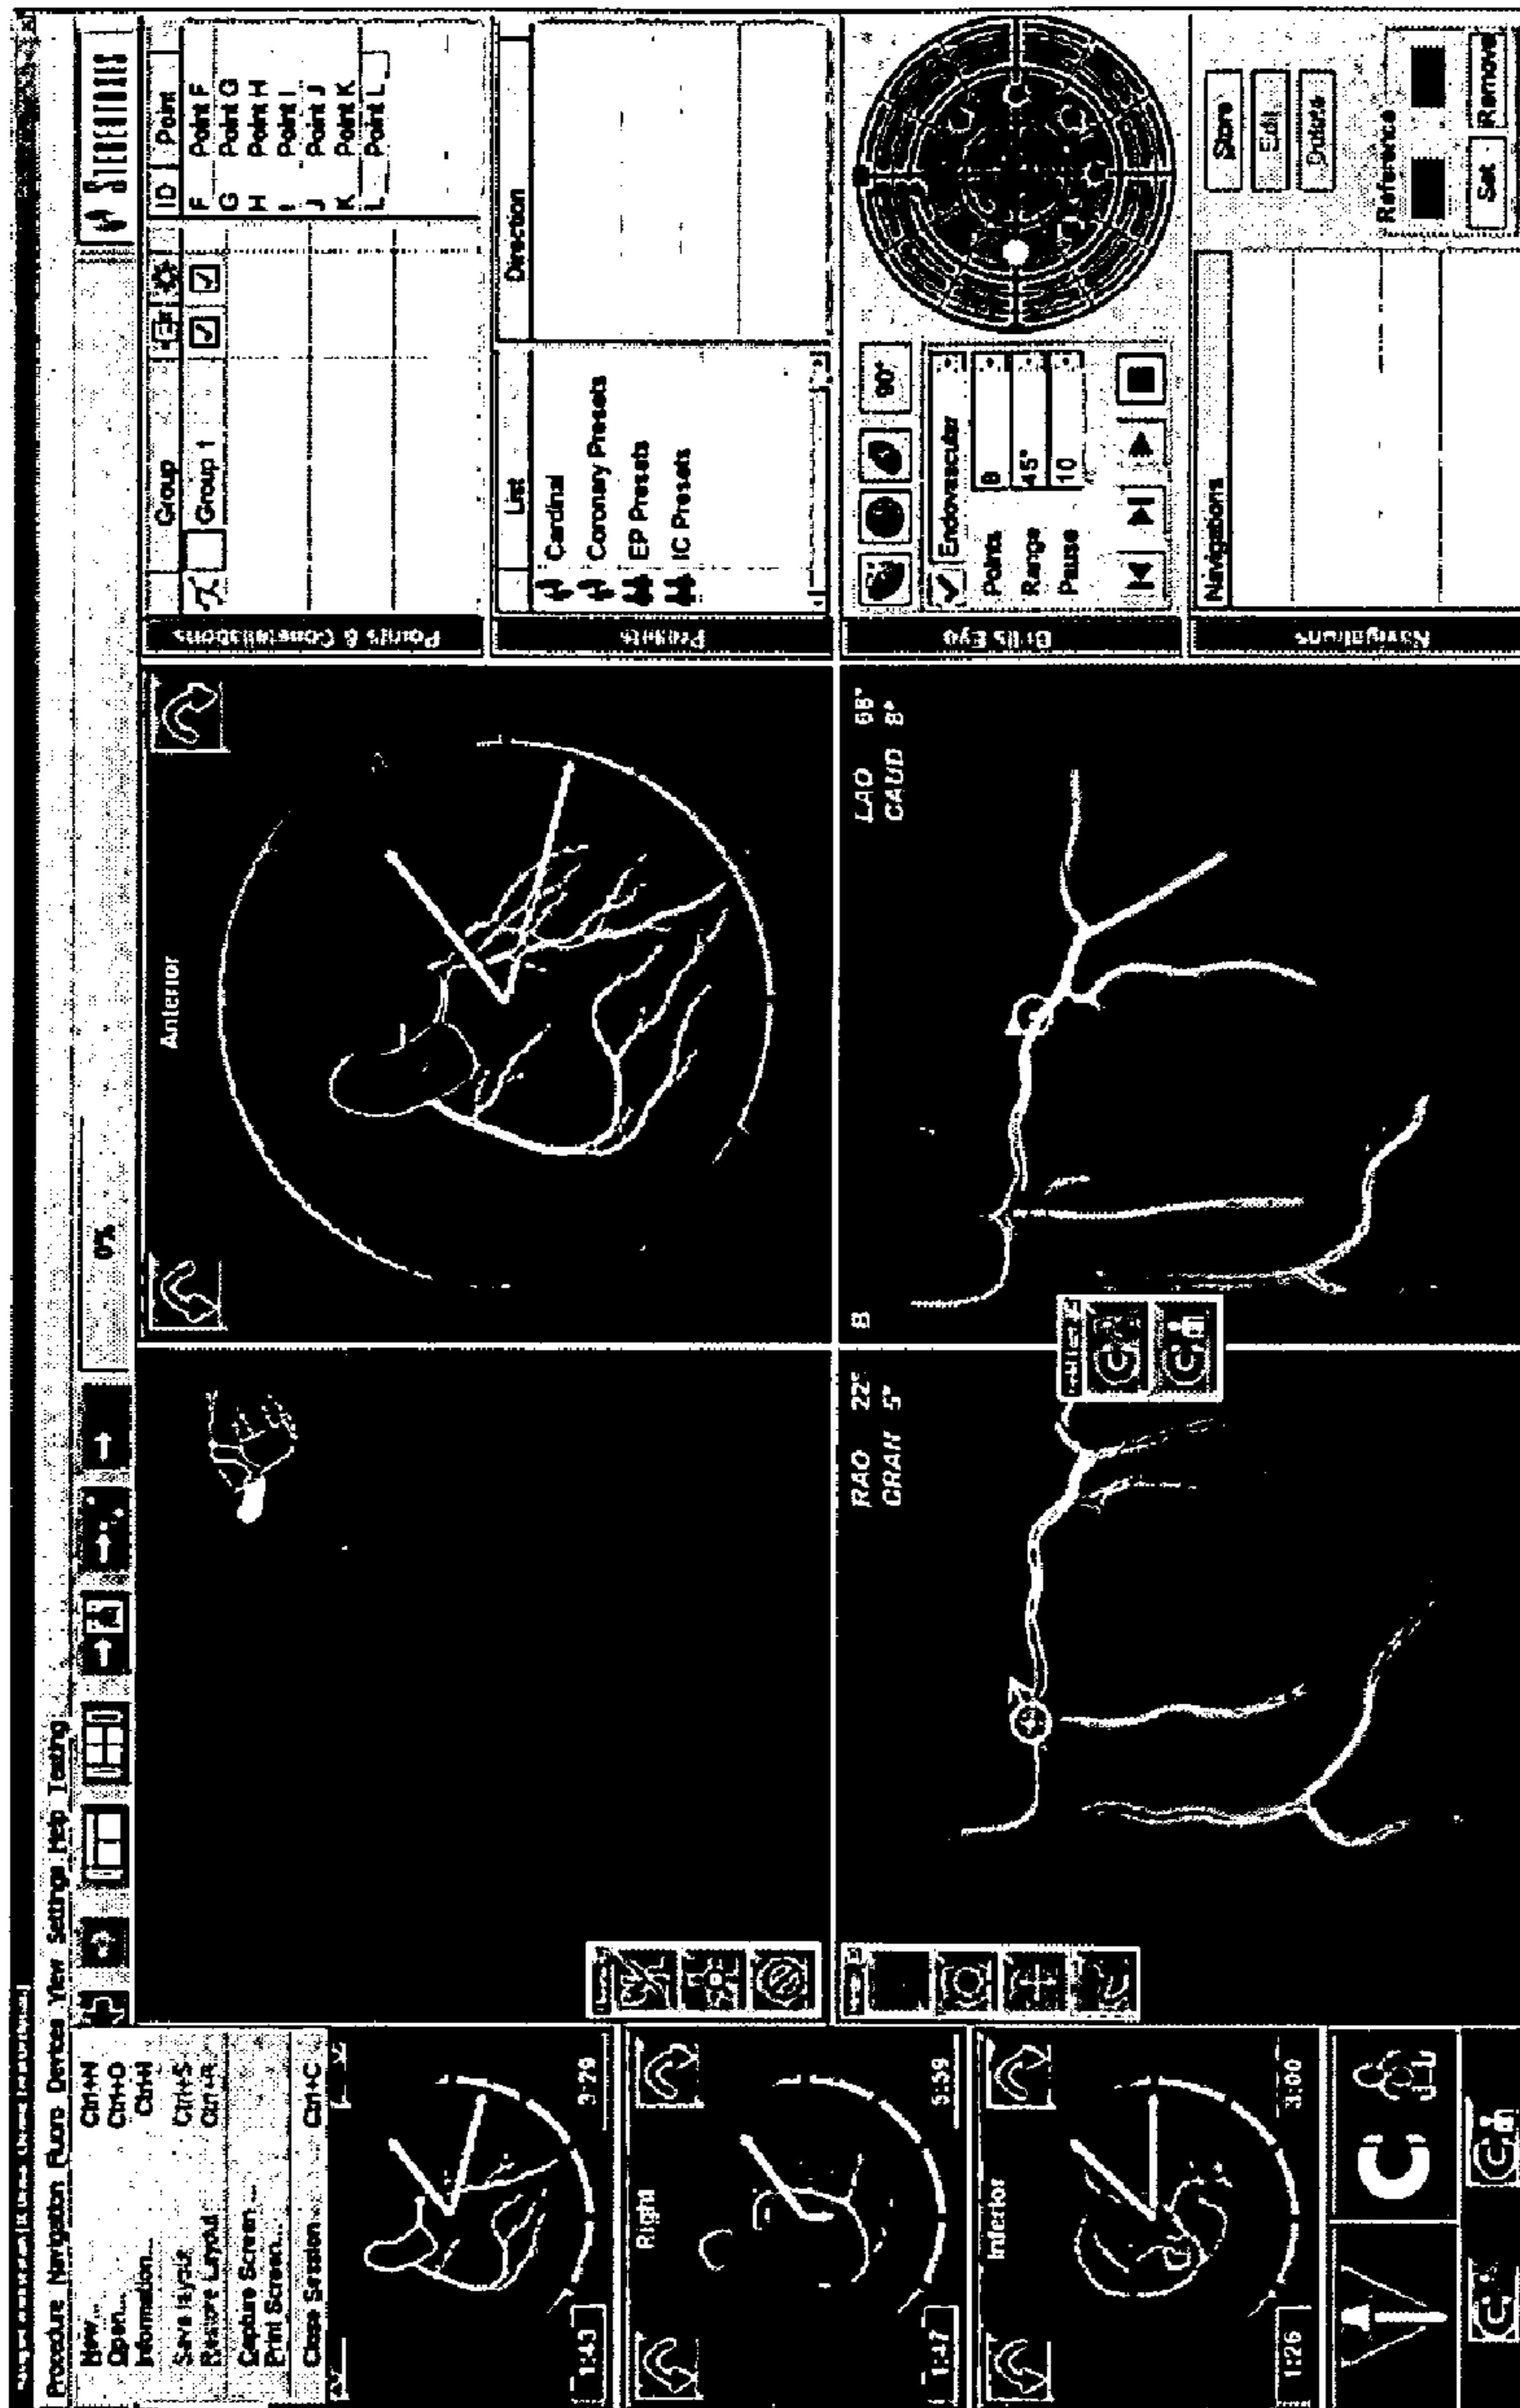 Procedure Navigation Fluoro Devices View Settings Help Testing
New... Ctrl+N
Open... Ctrl+O
Information... Ctrl+I
Save layout Ctrl+S
Restore Layout Ctrl+R
Capture Screen...
Print Screen...
Close Session Ctrl+C
0%
STEREOTAXIS
1:43
3:29
Right
1:47
5:59
Inferior
1:26
3:00
Anterior
RAO 22°
CRAN 5°
B
LAO
CAUD 8°
Points & Constellations
Group
Group 1
ID Point
F Point F
G Point G
H Point H
I Point I
J Point J
K Point K
L Point L
Presets
List
Direction
Cardinal
Coronary Presets
EP Presets
IC Presets
Bulls Eye
90°
Endovascular
Points 8
Range 45°
Pause 10
Navigations
Navigations
Store
Edit
Delete
Reference
Set
Remove